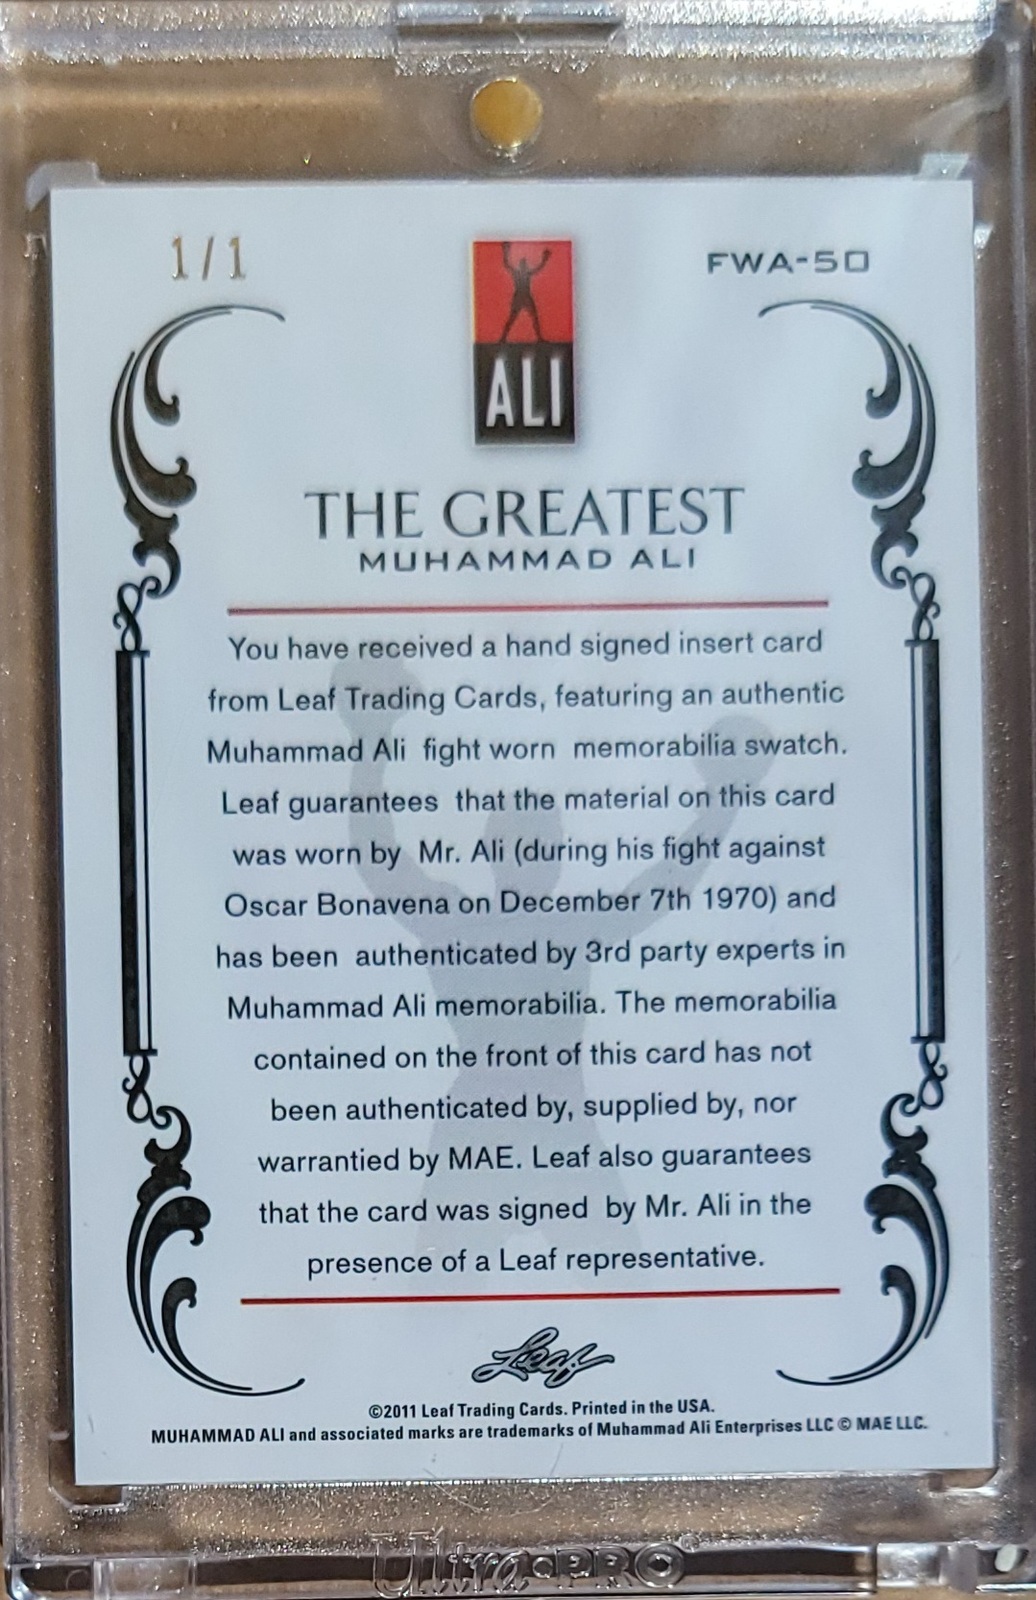 1/1
FWA-50
ALI
THE GREATEST
MUHAMMAD ALI
You have received a hand signed insert card
from Leaf Trading Cards, featuring an authentic
Muhammad Ali fight worn memorabilia swatch.
Leaf guarantees that the material on this card
was worn by Mr. Ali (during his fight against
Oscar Bonavena on December 7th 1970) and
has been authenticated by 3rd party experts in
Muhammad Ali memorabilia. The memorabilia
contained on the front of this card has not
been authenticated by, supplied by, nor
warrantied by MAE. Leaf also guarantees
that the card was signed by Mr. Ali in the
presence of a Leaf representative.
Leaf
©2011 Leaf Trading Cards. Printed in the USA.
MUHAMMAD ALI and associated marks are trademarks of Muhammad Ali Enterprises LLC © MAE LLC.
Ultra•PRO®